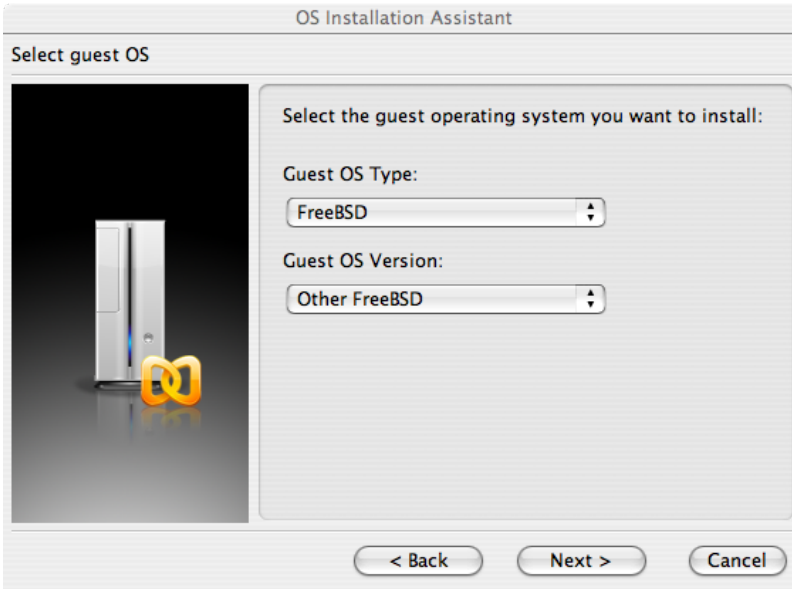 OS Installation Assistant
Select guest OS
Select the guest operating system you want to install:
Guest OS Type:
FreeBSD
Guest OS Version:
Other FreeBSD
< Back
Next >
Cancel